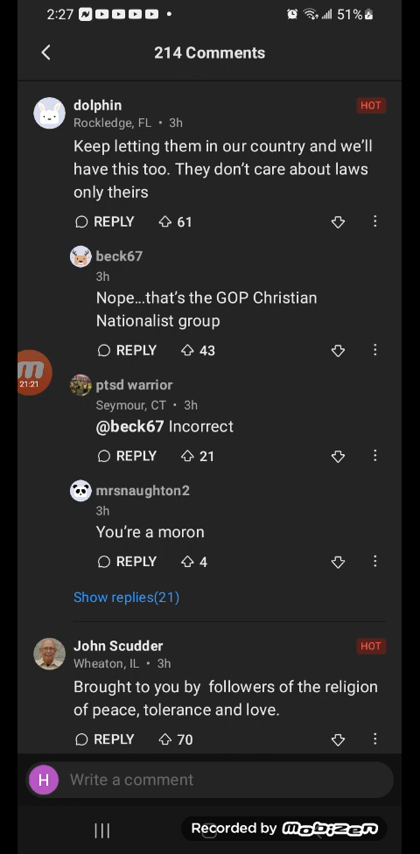 2:27 51%
214 Comments
dolphin HOT
Rockledge, FL • 3h
Keep letting them in our country and we’ll
have this too. They don’t care about laws
only theirs
REPLY 61
beck67
3h
Nope...that’s the GOP Christian
Nationalist group
REPLY 43
m
21:21
ptsd warrior
Seymour, CT • 3h
@beck67 Incorrect
REPLY 21
mrsnaughton2
3h
You’re a moron
REPLY 4
Show replies(21)
John Scudder HOT
Wheaton, IL • 3h
Brought to you by  followers of the religion
of peace, tolerance and love.
REPLY 70
H Write a comment
Recorded by mobizen